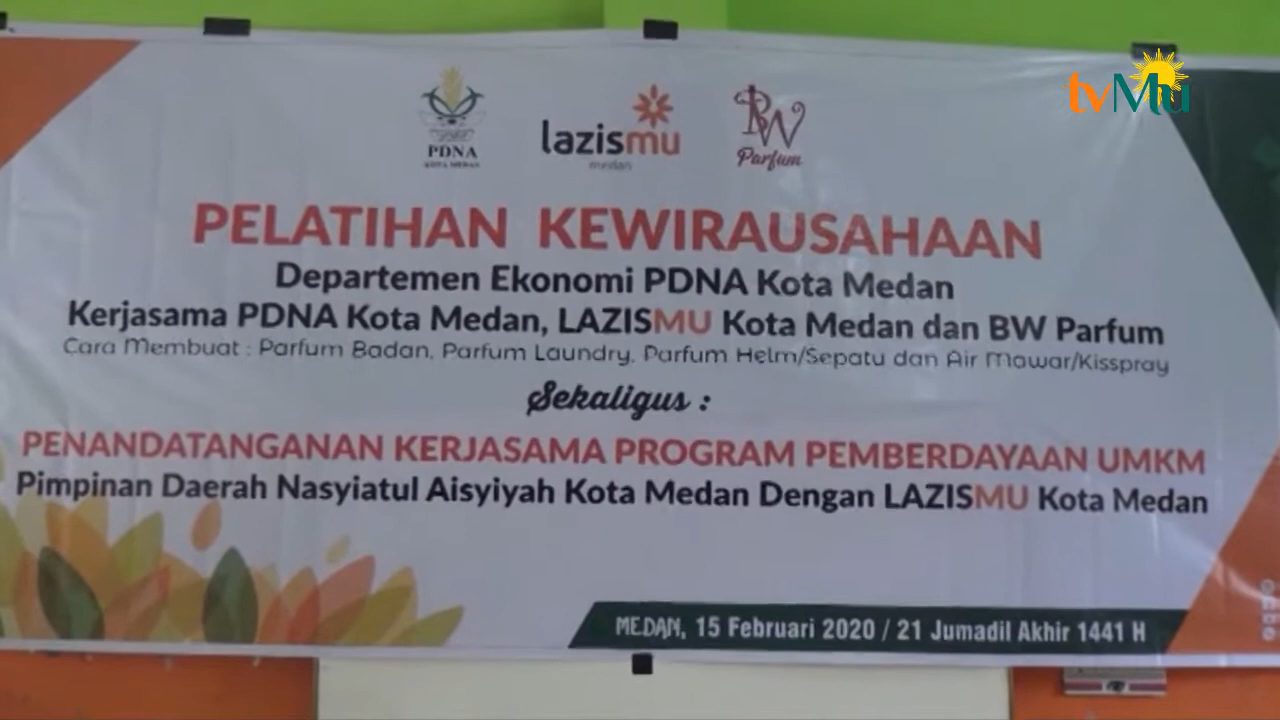 tvMu
PDNA
KOTA MEDAN
lazismu
medan
BW
Parfum
PELATIHAN KEWIRAUSAHAAN
Departemen Ekonomi PDNA Kota Medan
Kerjasama PDNA Kota Medan, LAZISMU Kota Medan dan BW Parfum
Cara Membuat : Parfum Badan, Parfum Laundry, Parfum Helm/Sepatu dan Air Mawar/Kisspray
Sekaligus :
PENANDATANGANAN KERJASAMA PROGRAM PEMBERDAYAAN UMKM
Pimpinan Daerah Nasyiatul Aisyiyah Kota Medan Dengan LAZISMU Kota Medan
MEDAN, 15 Februari 2020 / 21 Jumadil Akhir 1441 H